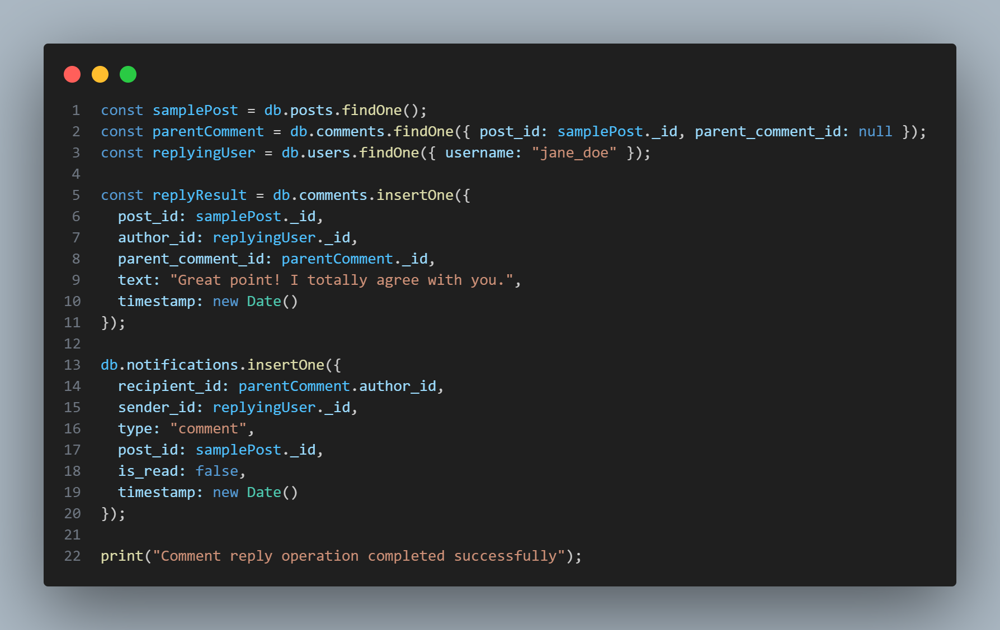 1 const samplePost = db.posts.findOne();
2 const parentComment = db.comments.findOne({ post_id: samplePost._id, parent_comment_id: null });
3 const replyingUser = db.users.findOne({ username: "jane_doe" });
4
5 const replyResult = db.comments.insertOne({
6   post_id: samplePost._id,
7   author_id: replyingUser._id,
8   parent_comment_id: parentComment._id,
9   text: "Great point! I totally agree with you.",
10   timestamp: new Date()
11 });
12
13 db.notifications.insertOne({
14   recipient_id: parentComment.author_id,
15   sender_id: replyingUser._id,
16   type: "comment",
17   post_id: samplePost._id,
18   is_read: false,
19   timestamp: new Date()
20 });
21
22 print("Comment reply operation completed successfully");